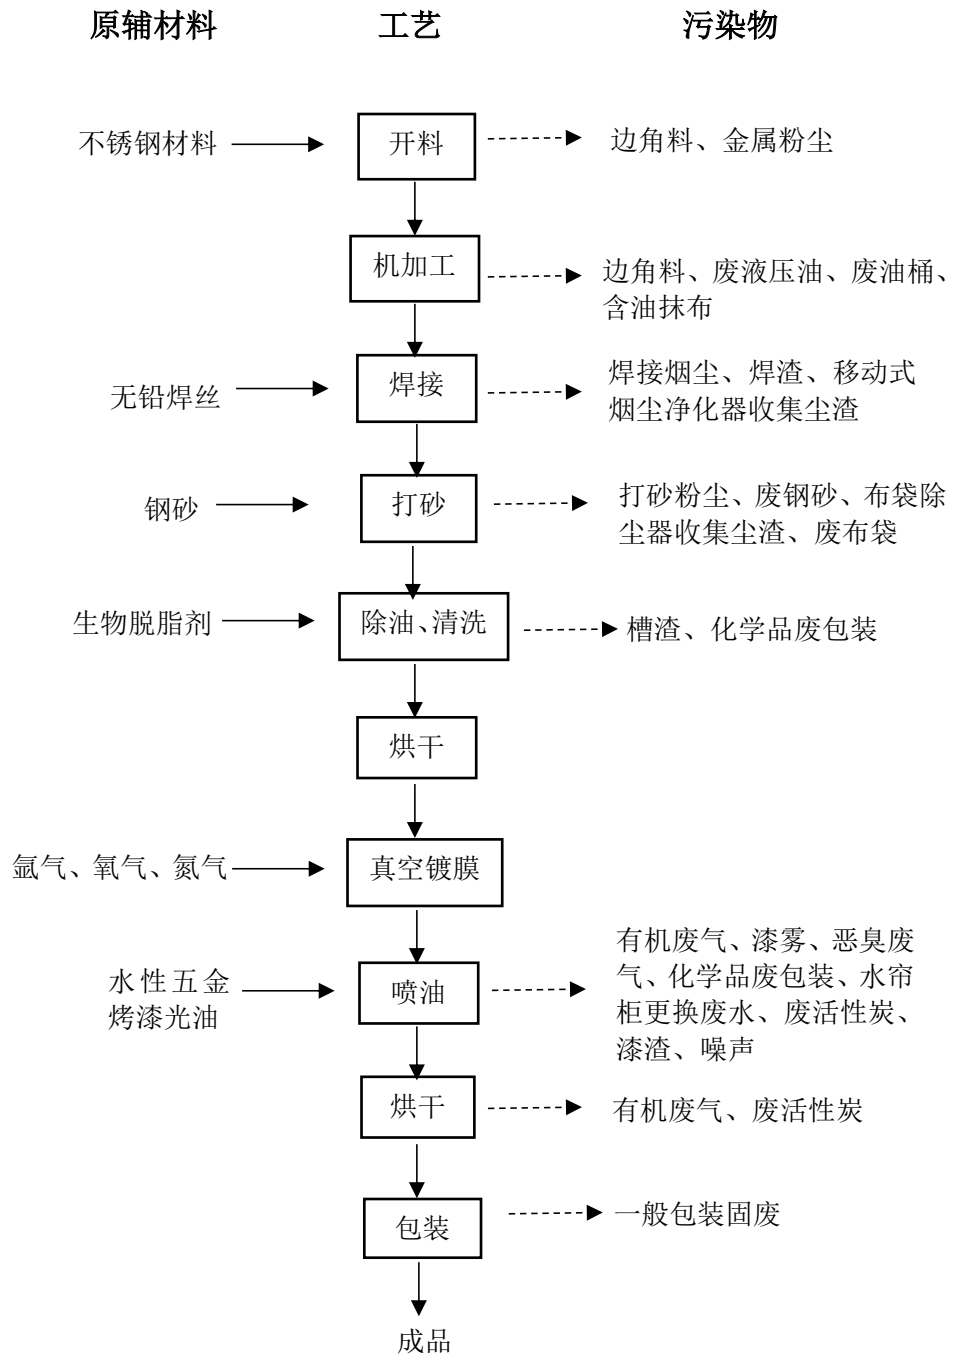 原辅材料 工艺 污染物
不锈钢材料 开料 边角料、金属粉尘
机加工 边角料、废液压油、废油桶、
含油抹布
无铅焊丝 焊接 焊接烟尘、焊渣、移动式
烟尘净化器收集尘渣
钢砂 打砂 打砂粉尘、废钢砂、布袋除
尘器收集尘渣、废布袋
生物脱脂剂 除油、清洗 槽渣、化学品废包装
烘干
氩气、氧气、氮气 真空镀膜
水性五金
烤漆光油
喷油
有机废气、漆雾、恶臭废
气、化学品废包装、水帘
柜更换废水、废活性炭、
漆渣、噪声
烘干 有机废气、废活性炭
包装 一般包装固废
成品